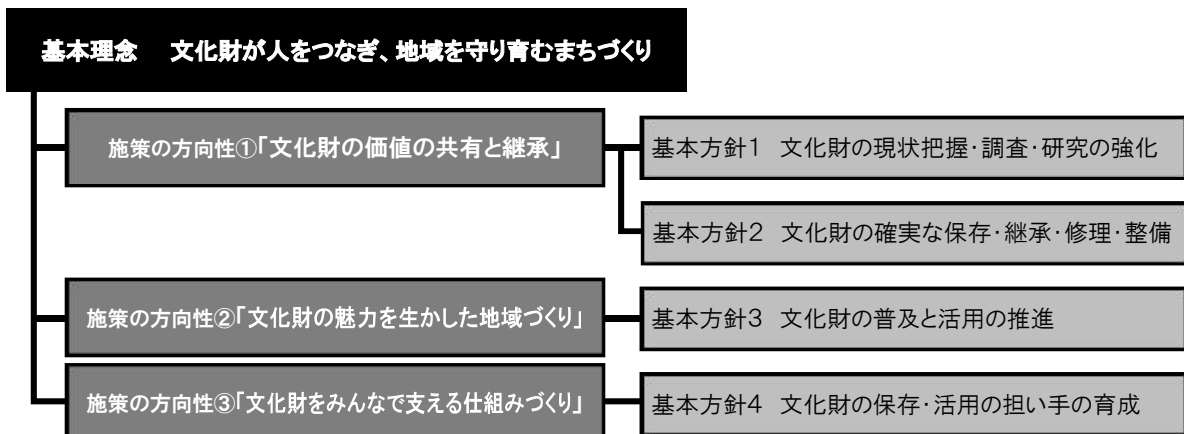 基本理念　文化財が人をつなぎ、地域を守り育むまちづくり
施策の方向性①「文化財の価値の共有と継承」
基本方針1　文化財の現状把握・調査・研究の強化
基本方針2　文化財の確実な保存・継承・修理・整備
施策の方向性②「文化財の魅力を生かした地域づくり」
基本方針3　文化財の普及と活用の推進
施策の方向性③「文化財をみんなで支える仕組みづくり」
基本方針4　文化財の保存・活用の担い手の育成